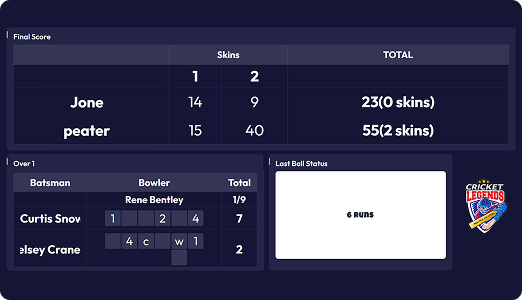 Final Score
Skins TOTAL
1 2
Jone 14 9 23(0 skins)
peater 15 40 55(2 skins)
Over 1
Batsman Bowler Total
Rene Bentley 1/9
Curtis Snov 1 2 4 7
elsey Crane 4 c w 1 2
Last Ball Status
6 RUNS
CRICKET
LEGENDS